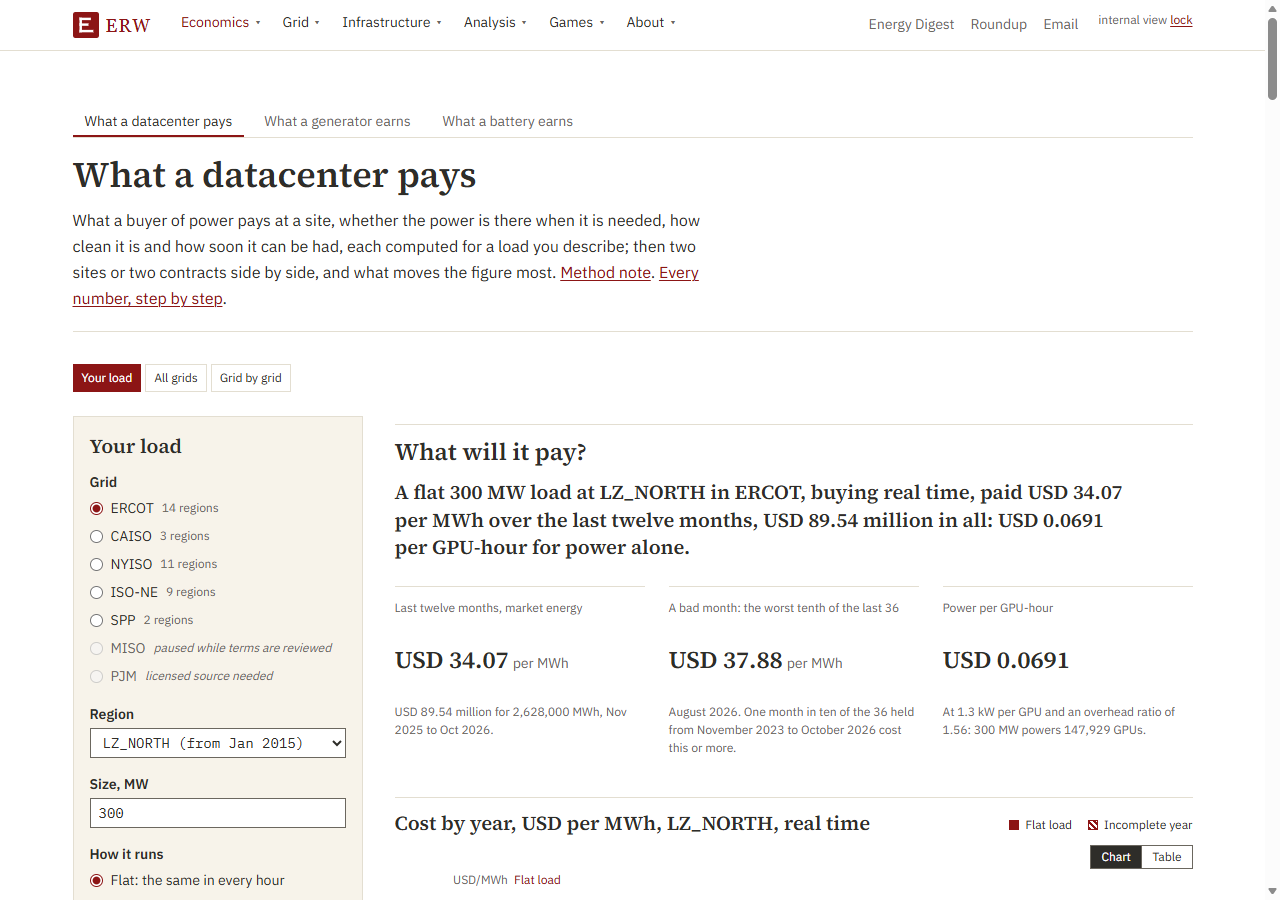 E ERW Economics Grid Infrastructure Analysis Games About Energy Digest Roundup Email internal view lock
What a datacenter pays What a generator earns What a battery earns
What a datacenter pays
What a buyer of power pays at a site, whether the power is there when it is needed, how
clean it is and how soon it can be had, each computed for a load you describe; then two
sites or two contracts side by side, and what moves the figure most. Method note. Every
number, step by step.
Your load All grids Grid by grid
Your load
Grid
ERCOT 14 regions
CAISO 3 regions
NYISO 11 regions
ISO-NE 9 regions
SPP 2 regions
MISO paused while terms are reviewed
PJM licensed source needed
Region
LZ_NORTH (from Jan 2015)
Size, MW
300
How it runs
Flat: the same in every hour
What will it pay?
A flat 300 MW load at LZ_NORTH in ERCOT, buying real time, paid USD 34.07
per MWh over the last twelve months, USD 89.54 million in all: USD 0.0691
per GPU-hour for power alone.
Last twelve months, market energy
USD 34.07 per MWh
USD 89.54 million for 2,628,000 MWh, Nov
2025 to Oct 2026.
A bad month: the worst tenth of the last 36
USD 37.88 per MWh
August 2026. One month in ten of the 36 held
from November 2023 to October 2026 cost
this or more.
Power per GPU-hour
USD 0.0691
At 1.3 kW per GPU and an overhead ratio of
1.56: 300 MW powers 147,929 GPUs.
Cost by year, USD per MWh, LZ_NORTH, real time
Flat load Incomplete year
Chart Table
USD/MWh Flat load